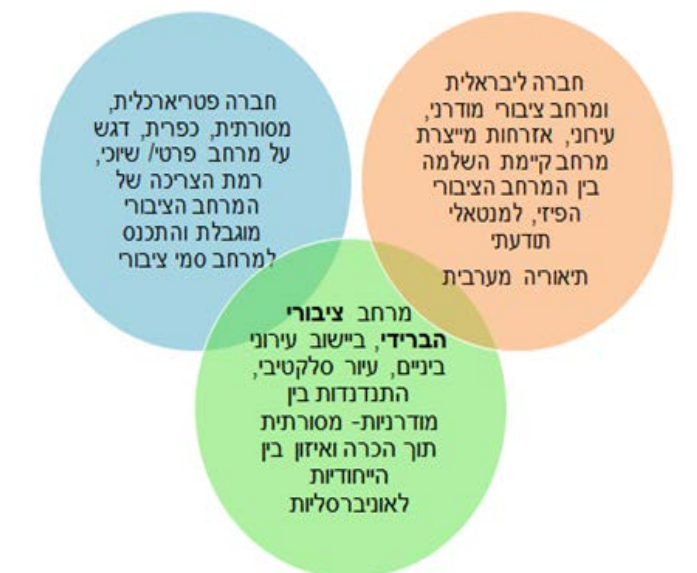 חברה ליבראלית
ומרחב ציבורי מודרני,
עירוני, אזרחות מייצרת
מרחב קיימת השלמה
בין המרחב הציבורי
הפיזי, למנטאלי
תודעתי
תיאוריה מערבית
חברה פטריארכלית,
מסורתית, כפרית, דגש
על מרחב פרטי/ שיוכי,
רמת הצריכה של
המרחב הציבורי
מוגבלת והתכנס
למרחב סמי ציבורי
מרחב ציבורי
הברידי, ביישוב עירוני
ביניים, עיור סלקטיבי,
התנדנדות בין
מודרניות- מסורתית
תוך הכרה ואיזון בין
הייחודיות
לאוניברסליות